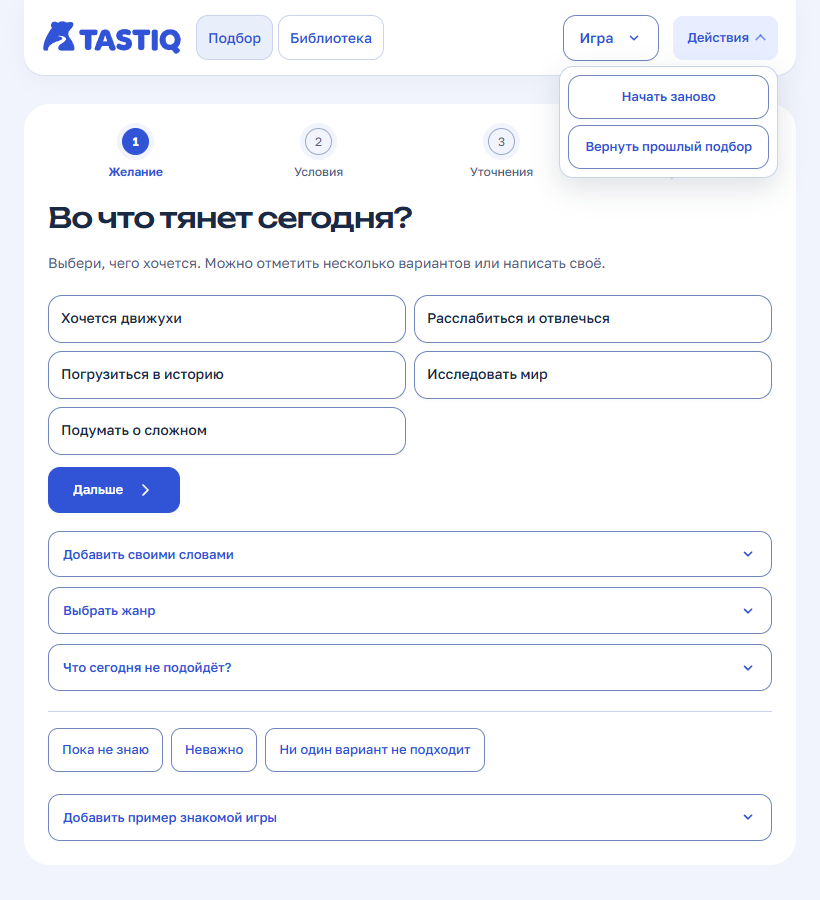 TASTIQ
Подбор
Библиотека
Игра
Действия
Начать заново
Вернуть прошлый подбор
1
2
3
Желание
Условия
Уточнения
Во что тянет сегодня?
Выбери, чего хочется. Можно отметить несколько вариантов или написать своё.
Хочется движухи
Расслабиться и отвлечься
Погрузиться в историю
Исследовать мир
Подумать о сложном
Дальше
Добавить своими словами
Выбрать жанр
Что сегодня не подойдёт?
Пока не знаю
Неважно
Ни один вариант не подходит
Добавить пример знакомой игры